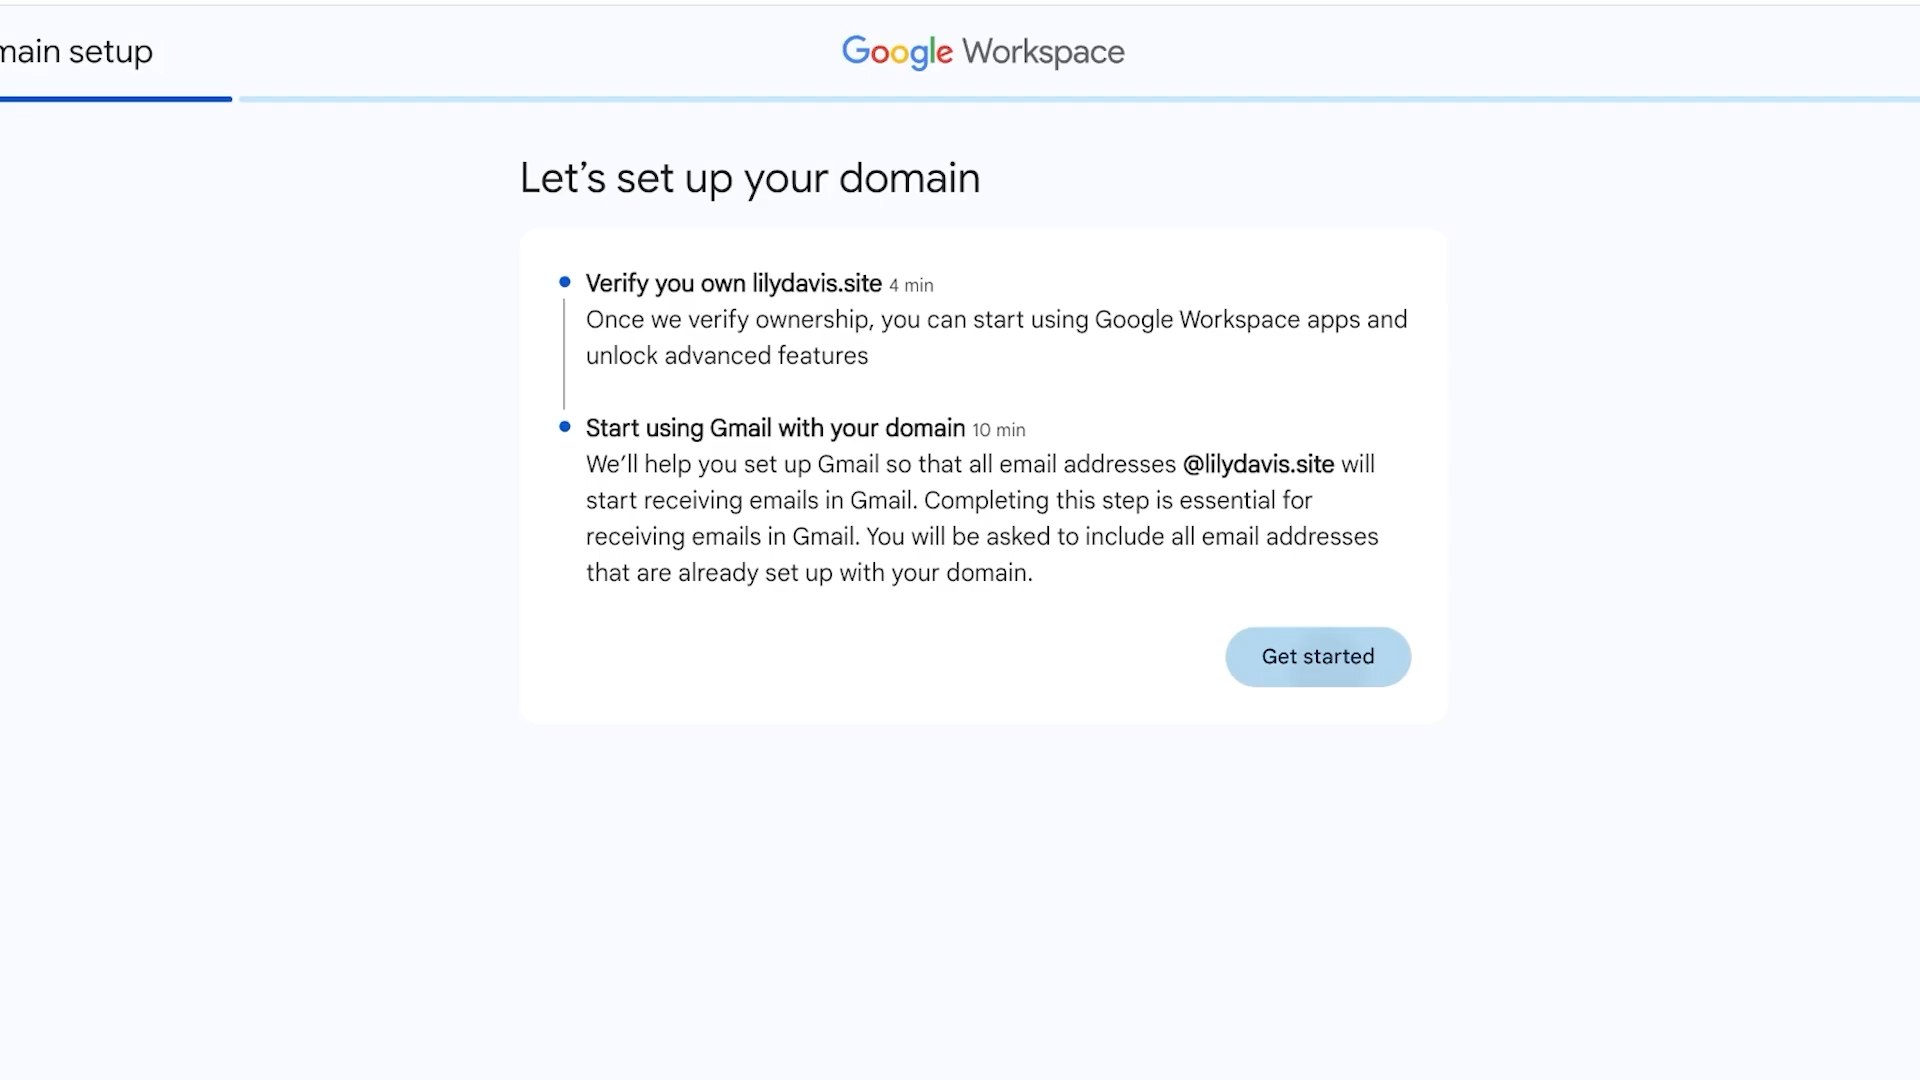 main setup
Google Workspace
Let’s set up your domain
Verify you own lilydavis.site 4 min
Once we verify ownership, you can start using Google Workspace apps and
unlock advanced features
Start using Gmail with your domain 10 min
We’ll help you set up Gmail so that all email addresses @lilydavis.site will
start receiving emails in Gmail. Completing this step is essential for
receiving emails in Gmail. You will be asked to include all email addresses
that are already set up with your domain.
Get started